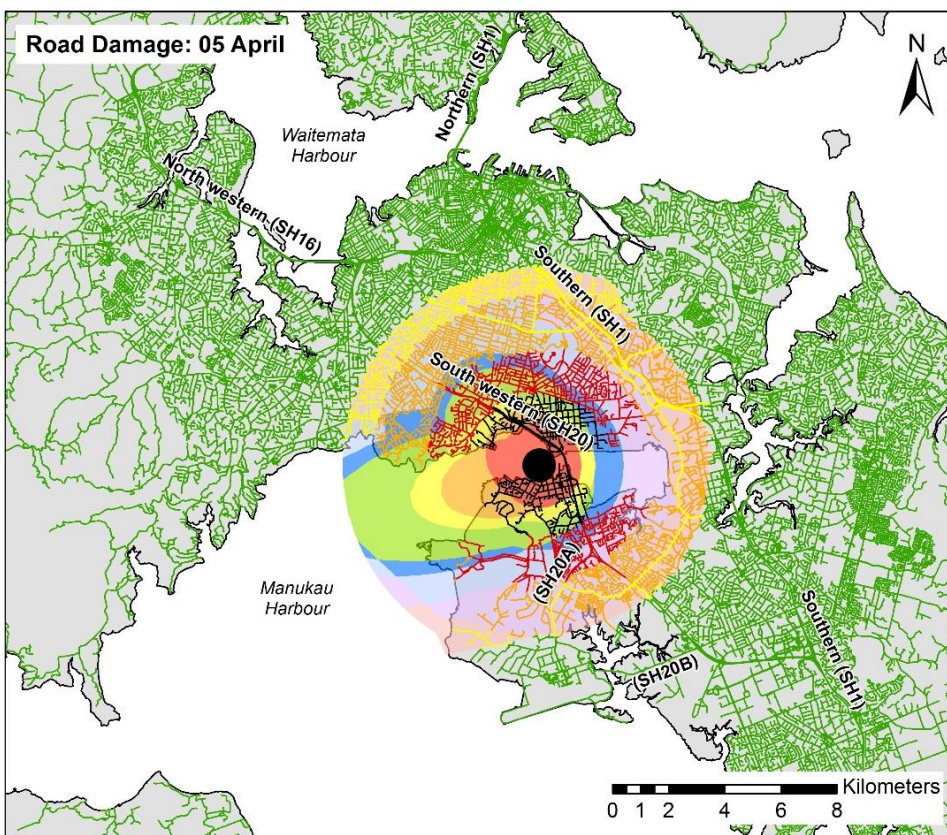 Road Damage: 05 April
N
Northern (SH1)
Waitemata
Harbour
North western (SH16)
Southern (SH1)
South western (SH20)
(SH20A)
Manukau
Harbour
Southern (SH1)
(SH20B)
Kilometers
0 1 2 4 6 8